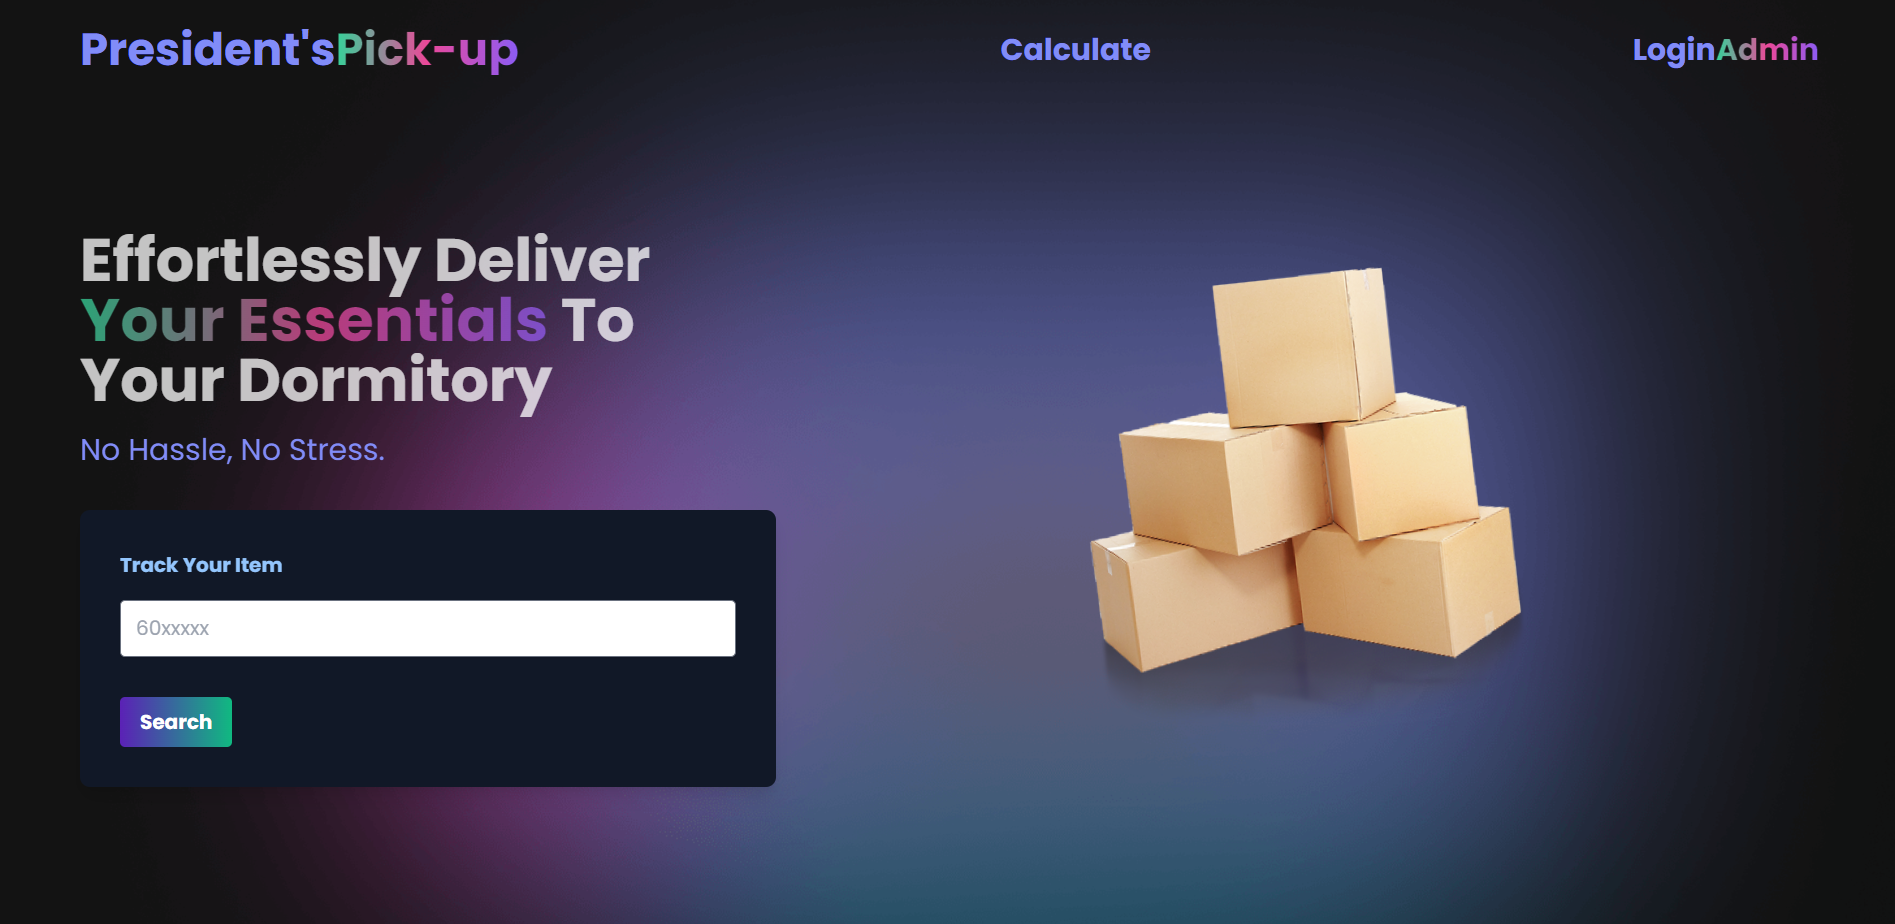 President'sPick-up
Calculate
LoginAdmin
Effortlessly Deliver
Your Essentials To
Your Dormitory
No Hassle, No Stress.
Track Your Item
60xxxxx
Search